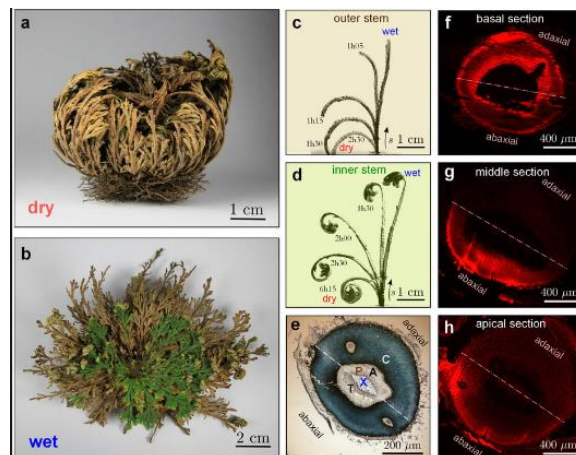 a
dry
1 cm
b
wet
2 cm
c
outer stem
wet
1h05
1h15
1h30
2h30
dry
s 1 cm
d
inner stem
wet
1h30
2h00
2h30
6h15
dry
s 1 cm
e
adaxial
C
P A
X
T
abaxial
200 μm
f
basal section
adaxial
abaxial
400 μm
g
middle section
adaxial
abaxial
400 μm
h
apical section
adaxial
abaxial
400 μm